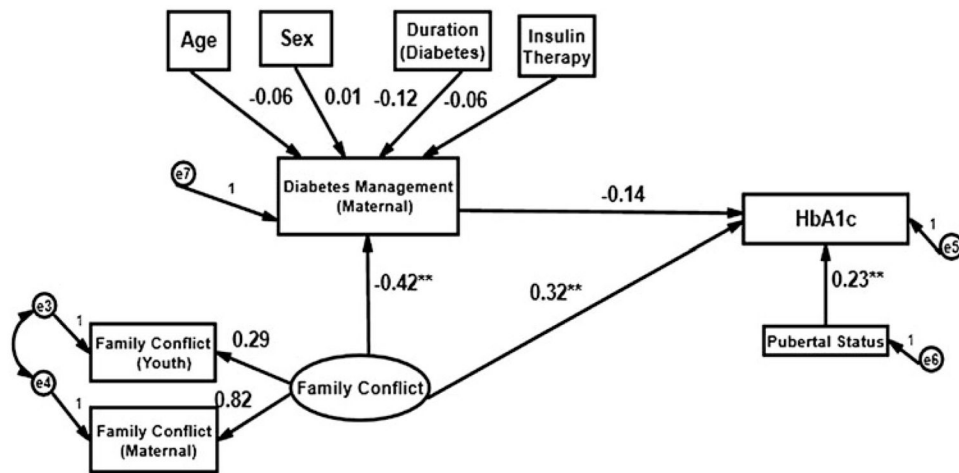 Age
Sex
Duration
(Diabetes)
Insulin
Therapy
-0.06
0.01
-0.12
-0.06
e7
1
Diabetes Management
(Maternal)
-0.14
HbA1c
1
e5
-0.42**
0.32**
0.23**
e3
1
Family Conflict
(Youth)
0.29
Pubertal Status
1
e6
e4
1
Family Conflict
0.82
Family Conflict
(Maternal)